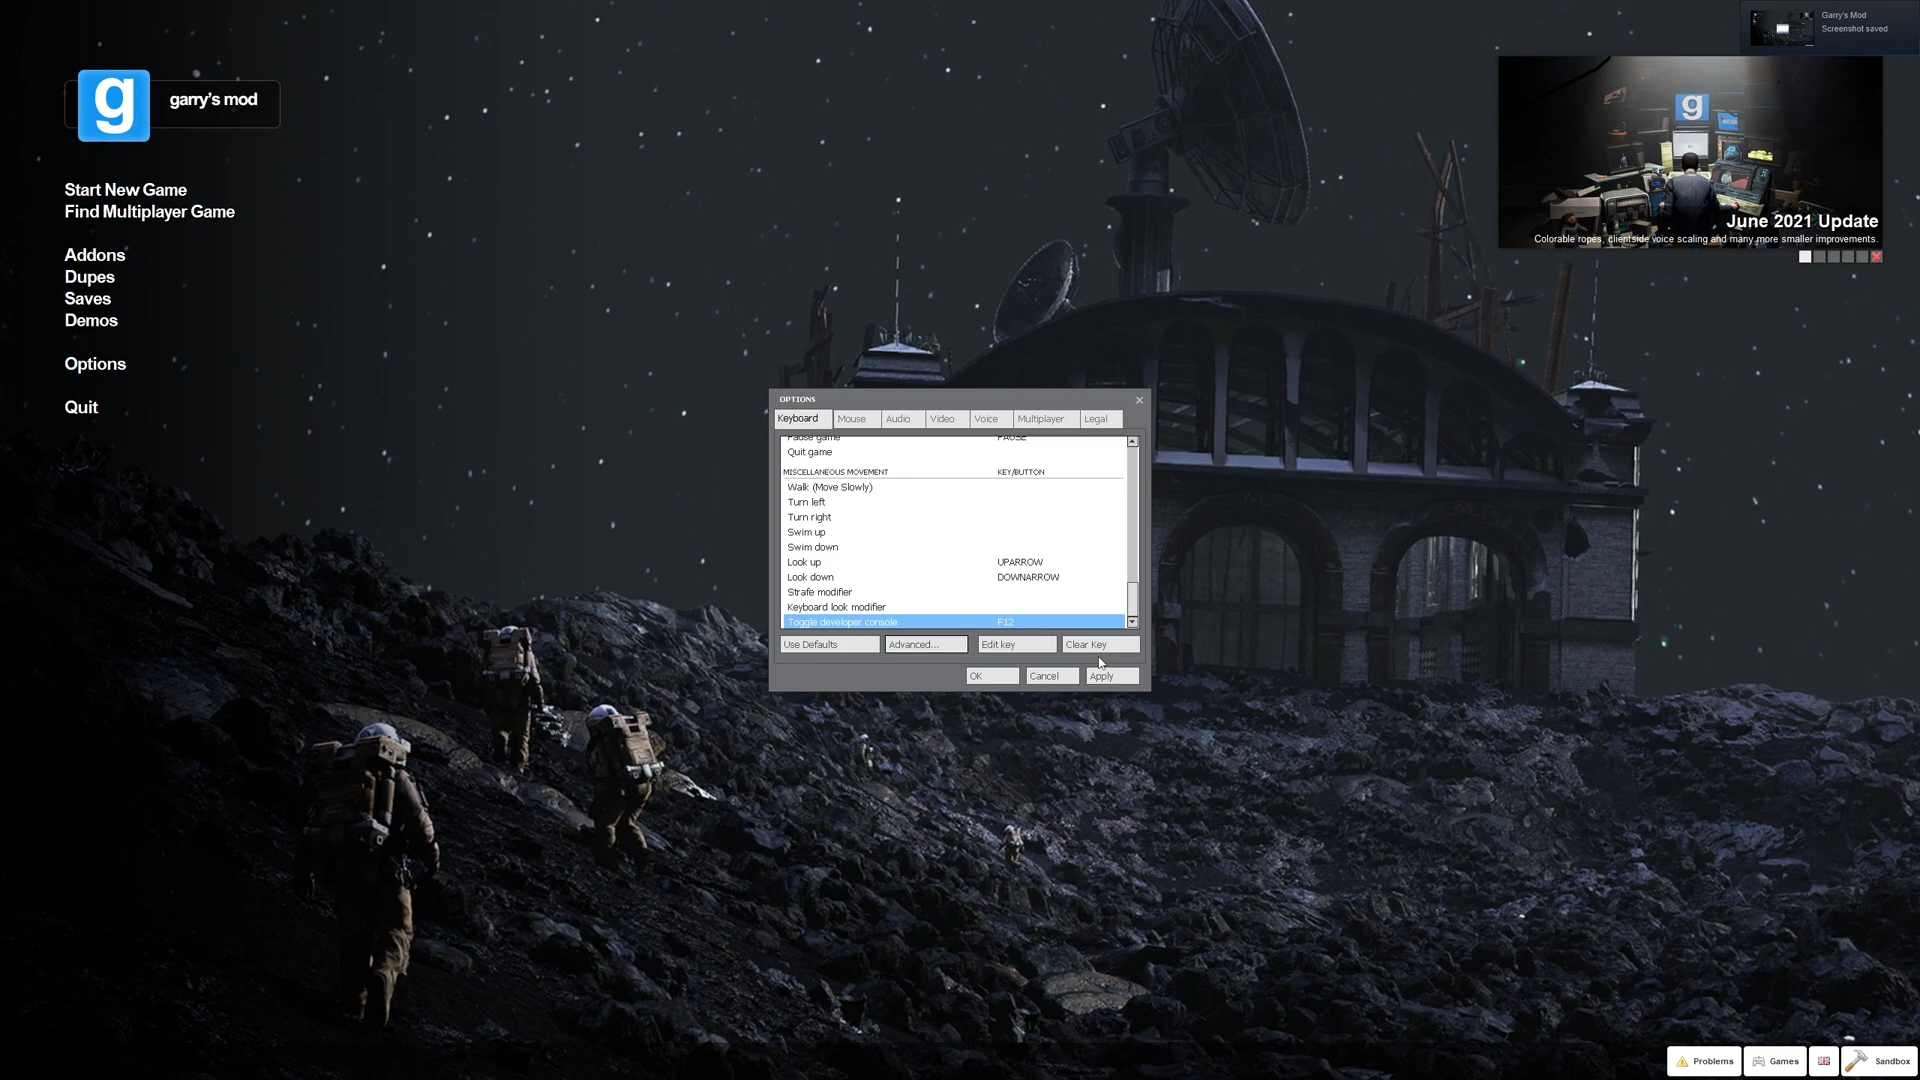 Garry's Mod
Screenshot saved
g
garry's mod
Start New Game
Find Multiplayer Game
Addons
Dupes
Saves
Demos
Options
Quit
g
June 2021 Update
Colorable ropes, clientside voice scaling and many more smaller improvements.
OPTIONS
Keyboard Mouse Audio Video Voice Multiplayer Legal
Pause game PAUSE
Quit game
MISCELLANEOUS MOVEMENT KEY/BUTTON
Walk (Move Slowly)
Turn left
Turn right
Swim up
Swim down
Look up UPARROW
Look down DOWNARROW
Strafe modifier
Keyboard look modifier
Toggle developer console F12
Use Defaults Advanced... Edit key Clear Key
OK Cancel Apply
Problems Games Sandbox